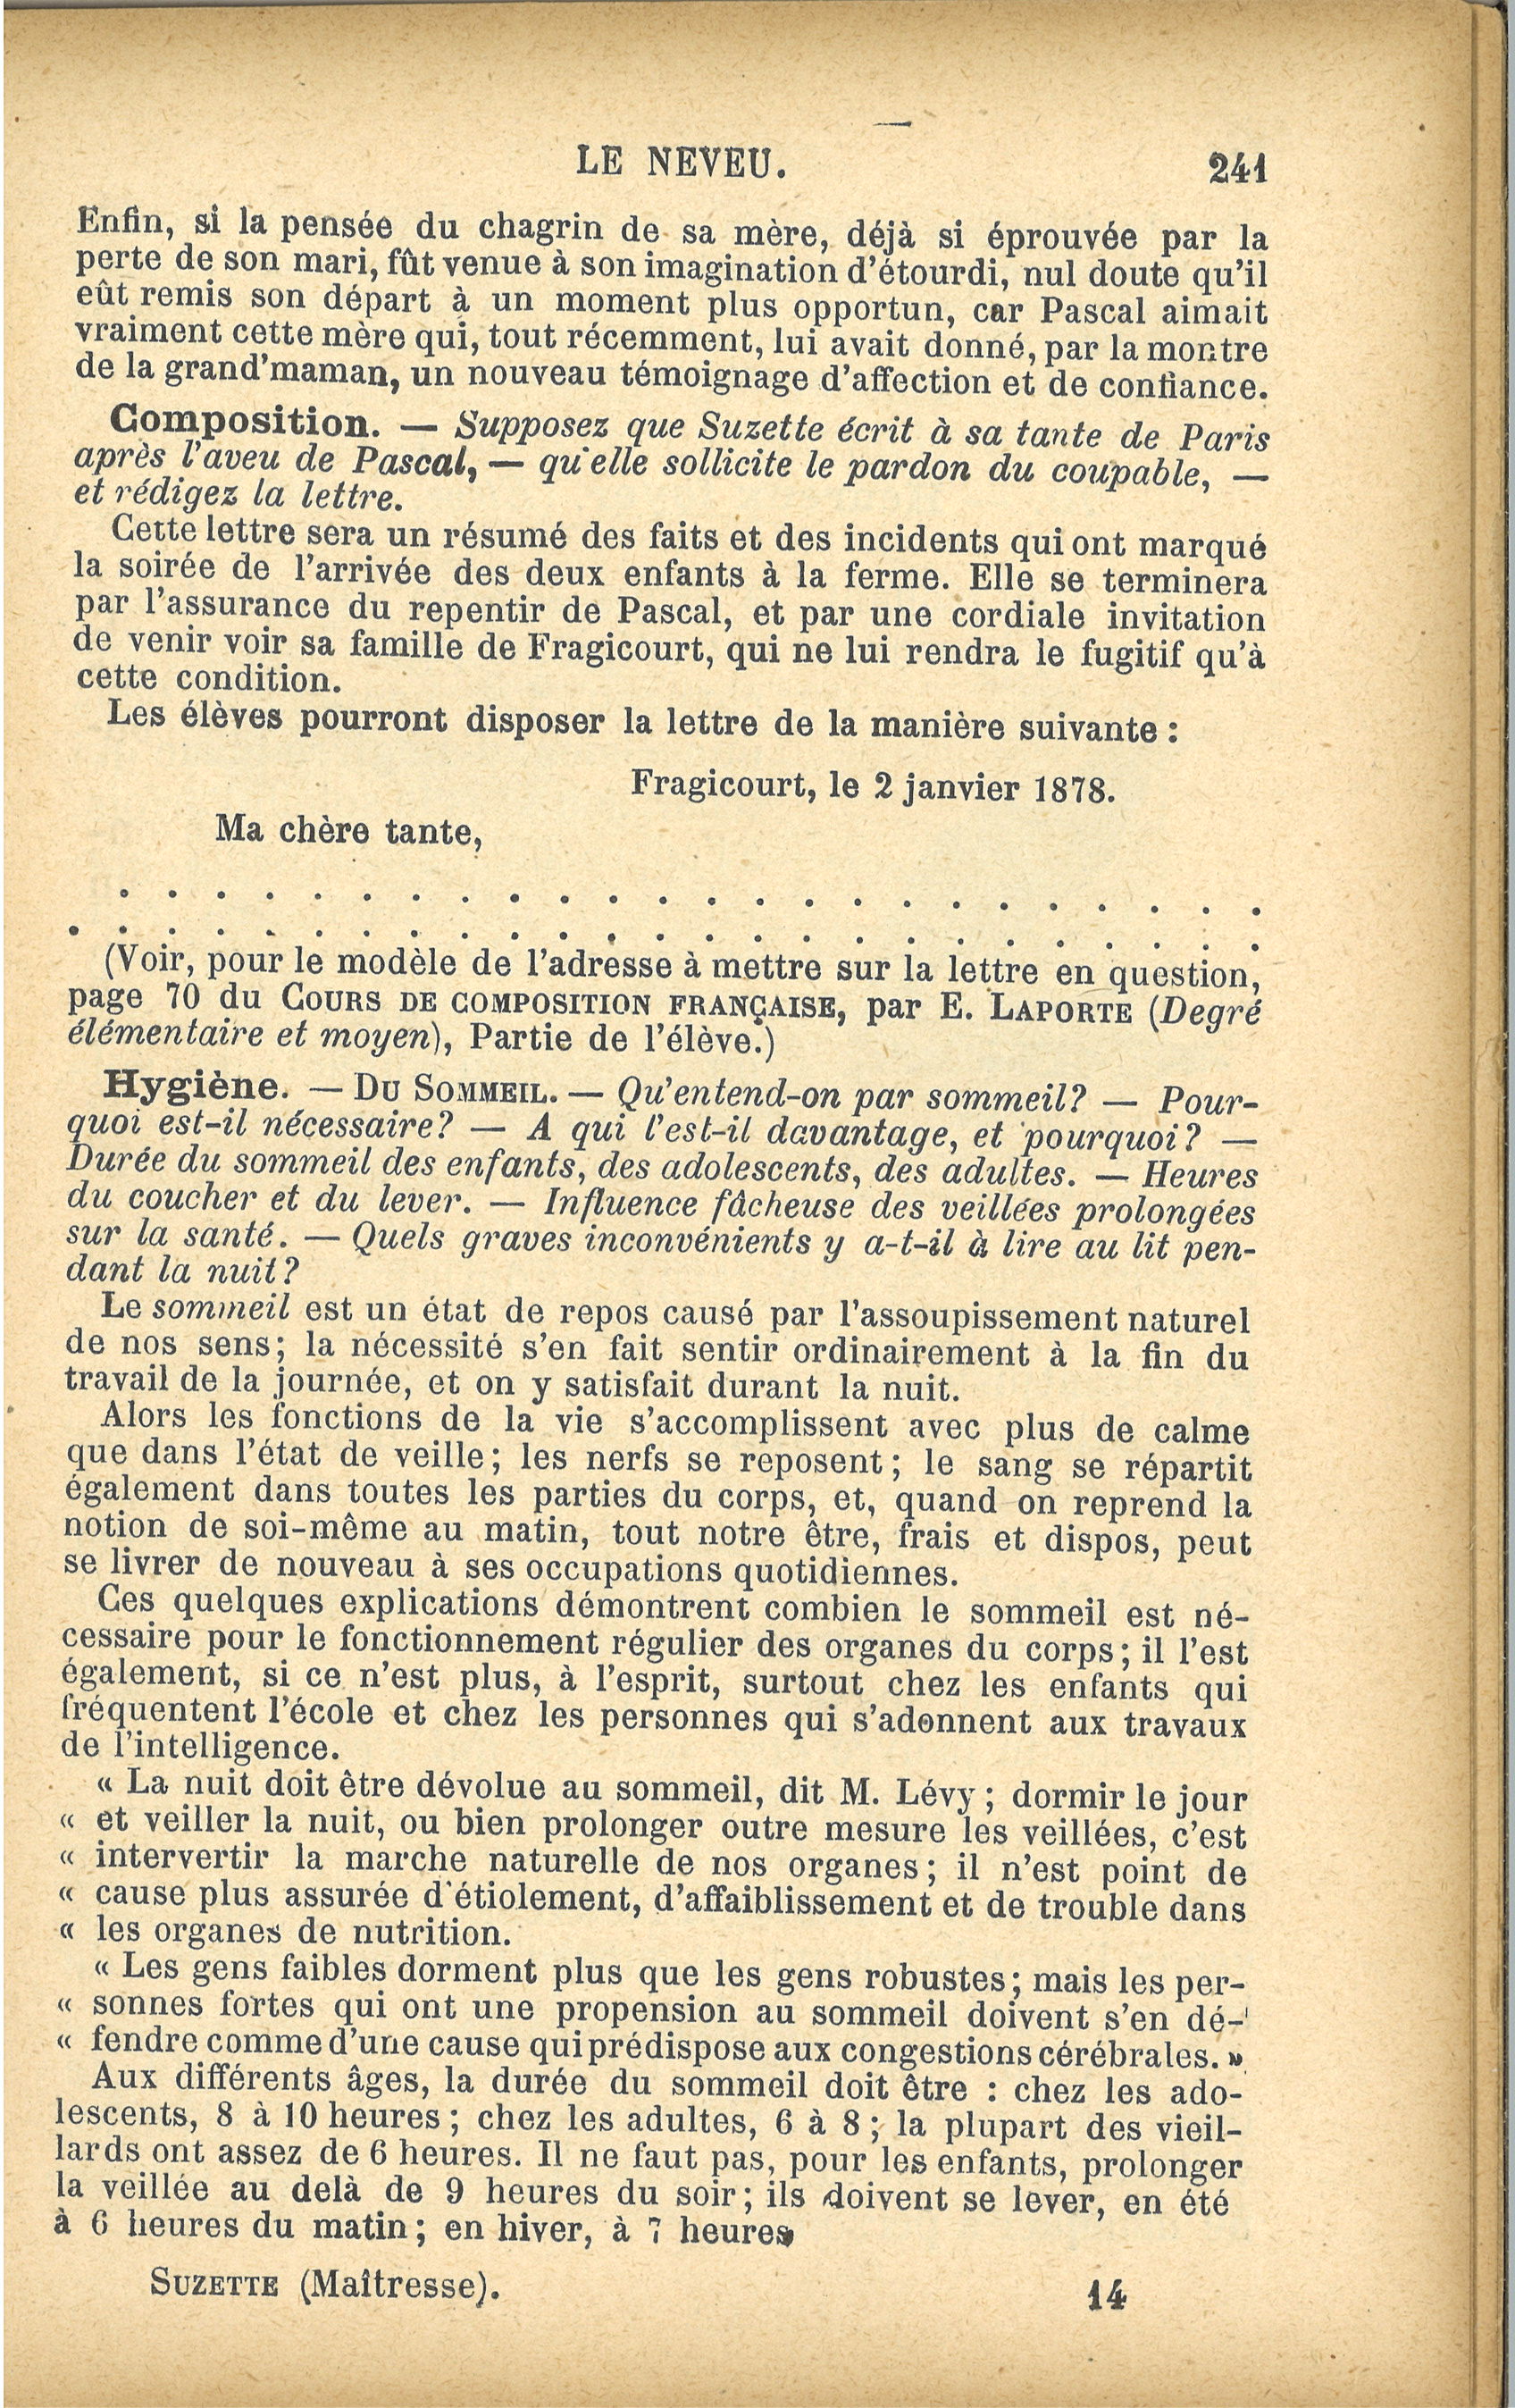 LE NEVEU. 241
Enfin, si la pensée du chagrin de sa mère, déjà si éprouvée par la
perte de son mari, fût venue à son imagination d'étourdi, nul doute qu'il
eût remis son départ à un moment plus opportun, car Pascal aimait
vraiment cette mère qui, tout récemment, lui avait donné, par la montre
de la grand'maman, un nouveau témoignage d'affection et de confiance.
Composition. — Supposez que Suzette écrit à sa tante de Paris
après l'aveu de Pascal, — qu'elle sollicite le pardon du coupable, —
et rédigez la lettre.
Cette lettre sera un résumé des faits et des incidents qui ont marqué
la soirée de l'arrivée des deux enfants à la ferme. Elle se terminera
par l'assurance du repentir de Pascal, et par une cordiale invitation
de venir voir sa famille de Fragicourt, qui ne lui rendra le fugitif qu'à
cette condition.
Les élèves pourront disposer la lettre de la manière suivante :
Fragicourt, le 2 janvier 1878.
Ma chère tante,
. . . . . . . . . . . . . . . . . . . . . . . .
. . . . . . . . . . . . . . . . . . . . . . . . .
(Voir, pour le modèle de l'adresse à mettre sur la lettre en question,
page 70 du COURS DE COMPOSITION FRANÇAISE, par E. LAPORTE (Degré
élémentaire et moyen), Partie de l'élève.)
Hygiène. — DU SOMMEIL. — Qu'entend-on par sommeil? — Pour-
quoi est-il nécessaire? — A qui l'est-il davantage, et pourquoi? —
Durée du sommeil des enfants, des adolescents, des adultes. — Heures
du coucher et du lever. — Influence fâcheuse des veillées prolongées
sur la santé. — Quels graves inconvénients y a-t-il à lire au lit pen-
dant la nuit?
Le sommeil est un état de repos causé par l'assoupissement naturel
de nos sens; la nécessité s'en fait sentir ordinairement à la fin du
travail de la journée, et on y satisfait durant la nuit.
Alors les fonctions de la vie s'accomplissent avec plus de calme
que dans l'état de veille; les nerfs se reposent; le sang se répartit
également dans toutes les parties du corps, et, quand on reprend la
notion de soi-même au matin, tout notre être, frais et dispos, peut
se livrer de nouveau à ses occupations quotidiennes.
Ces quelques explications démontrent combien le sommeil est né-
cessaire pour le fonctionnement régulier des organes du corps; il l'est
également, si ce n'est plus, à l'esprit, surtout chez les enfants qui
fréquentent l'école et chez les personnes qui s'adonnent aux travaux
de l'intelligence.
« La nuit doit être dévolue au sommeil, dit M. Lévy; dormir le jour
« et veiller la nuit, ou bien prolonger outre mesure les veillées, c'est
« intervertir la marche naturelle de nos organes; il n'est point de
« cause plus assurée d'étiolement, d'affaiblissement et de trouble dans
« les organes de nutrition.
« Les gens faibles dorment plus que les gens robustes; mais les per-
« sonnes fortes qui ont une propension au sommeil doivent s'en dé-
« fendre comme d'une cause qui prédispose aux congestions cérébrales. »
Aux différents âges, la durée du sommeil doit être : chez les ado-
lescents, 8 à 10 heures; chez les adultes, 6 à 8; la plupart des vieil-
lards ont assez de 6 heures. Il ne faut pas, pour les enfants, prolonger
la veillée au delà de 9 heures du soir; ils doivent se lever, en été
à 6 heures du matin; en hiver, à 7 heures.
SUZETTE (Maîtresse). 14